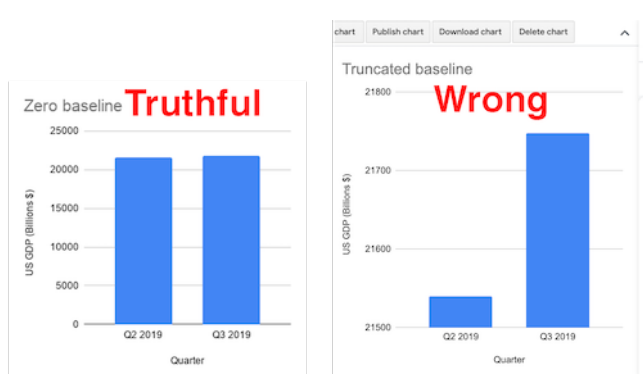 Zero baseline Truthful
25000
20000
15000
10000
5000
0
US GDP (Billions $)
Q2 2019 Q3 2019
Quarter
chart Publish chart Download chart Delete chart
Truncated baseline
Wrong
21800
21700
21600
21500
US GDP (Billions $)
Q2 2019 Q3 2019
Quarter